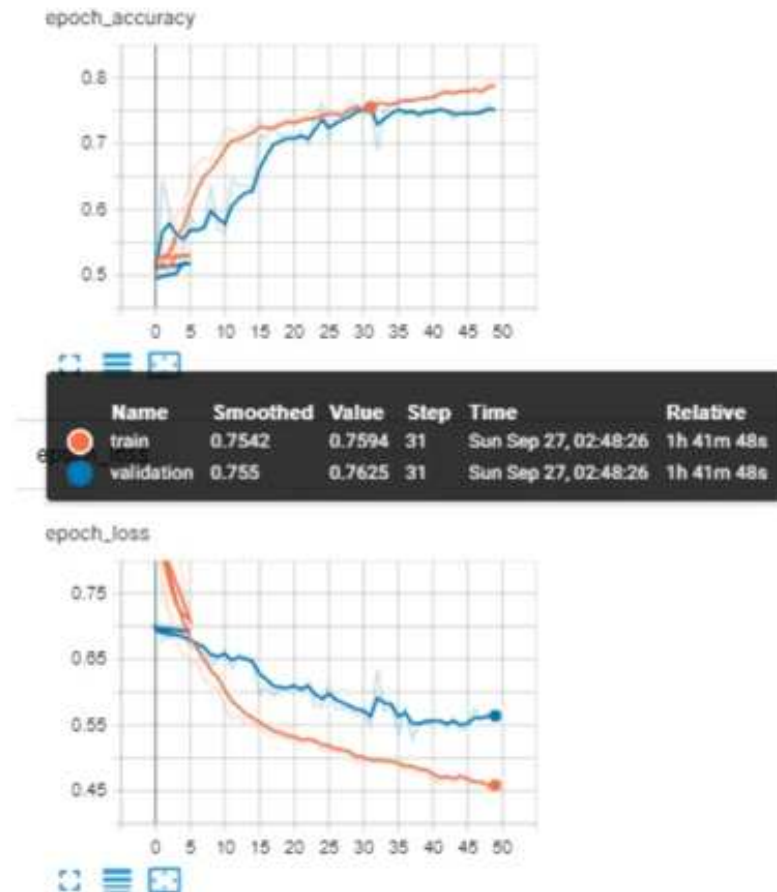 epoch_accuracy
0.8
0.7
0.6
0.5
0 5 10 15 20 25 30 35 40 45 50
Name Smoothed Value Step Time Relative
train 0.7542 0.7594 31 Sun Sep 27, 02:48:26 1h 41m 48s
epoch_loss
validation 0.755 0.7625 31 Sun Sep 27, 02:48:26 1h 41m 48s
epoch_loss
0.75
0.65
0.55
0.45
0 5 10 15 20 25 30 35 40 45 50